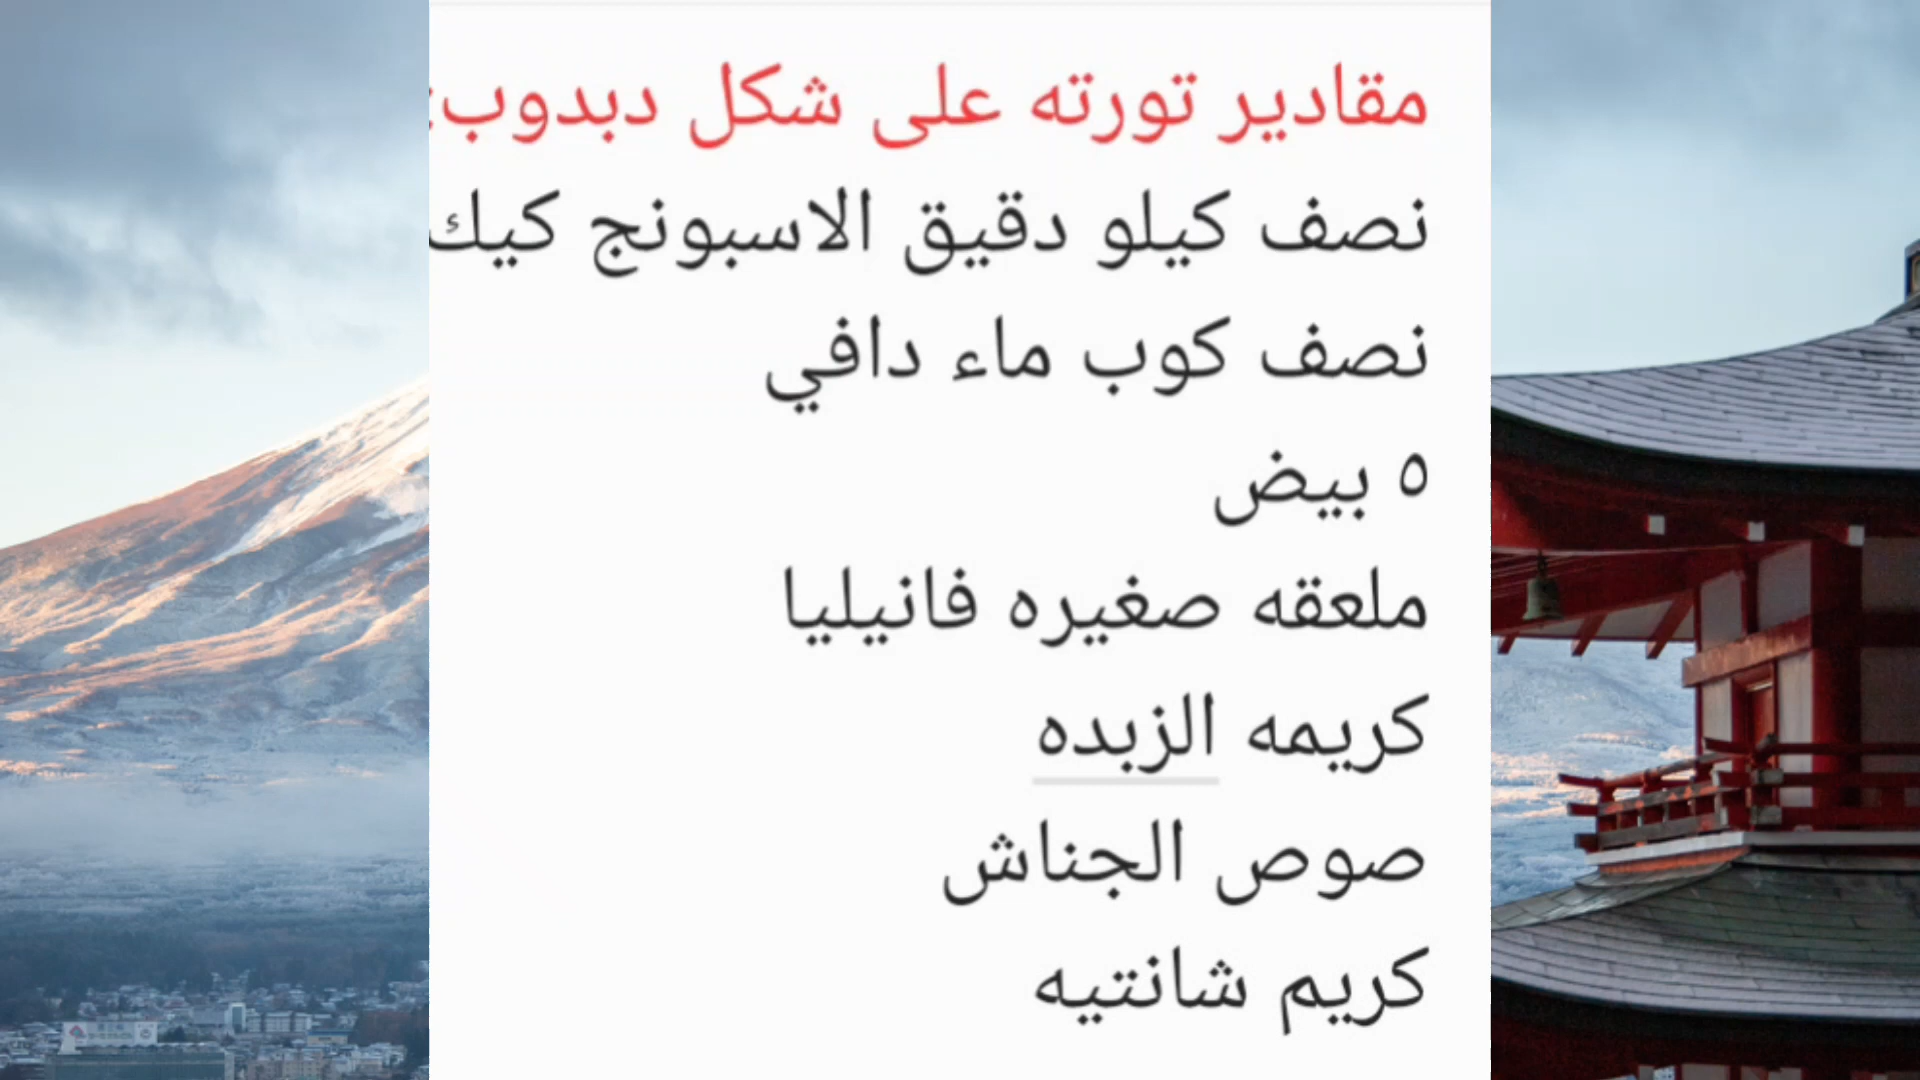 مقادير تورته على شكل دبدوب:
نصف كيلو دقيق الاسبونج كيك
نصف كوب ماء دافي
٥ بيض
ملعقه صغيره فانيليا
كريمه الزبده
صوص الجناش
كريم شانتيه